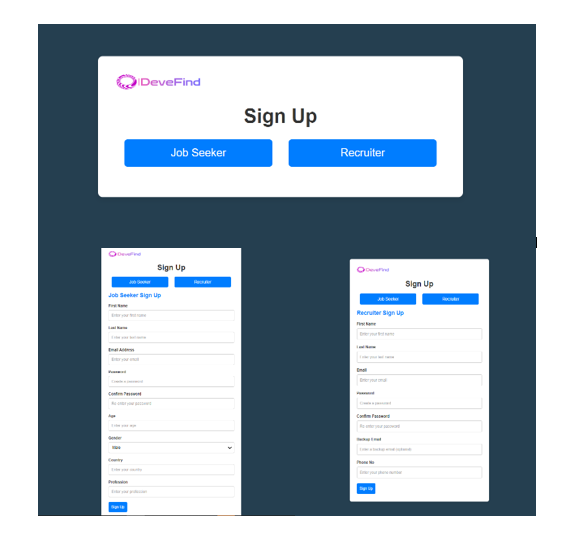 DeveFind
Sign Up
Job Seeker Recruiter
DeveFind
Sign Up
Job Seeker Recruiter
Job Seeker Sign Up
First Name
Enter your first name
Last Name
Enter your last name
Email Address
Enter your email
Password
Create a password
Confirm Password
Re-enter your password
Age
Enter your age
Gender
Male
Country
Enter your country
Profession
Enter your profession
Sign Up
DeveFind
Sign Up
Job Seeker Recruiter
Recruiter Sign Up
First Name
Enter your first name
Last Name
Enter your last name
Email
Enter your email
Password
Create a password
Confirm Password
Re-enter your password
Backup Email
Enter a backup email (optional)
Phone No
Enter your phone number
Sign Up